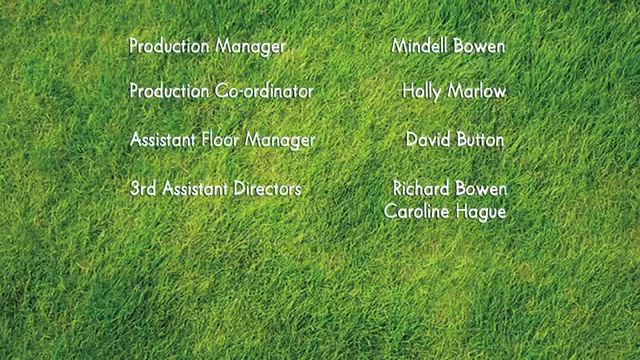 Production Manager Mindell Bowen
Production Co-ordinator Holly Marlow
Assistant Floor Manager David Button
3rd Assistant Directors Richard Bowen
Caroline Hague